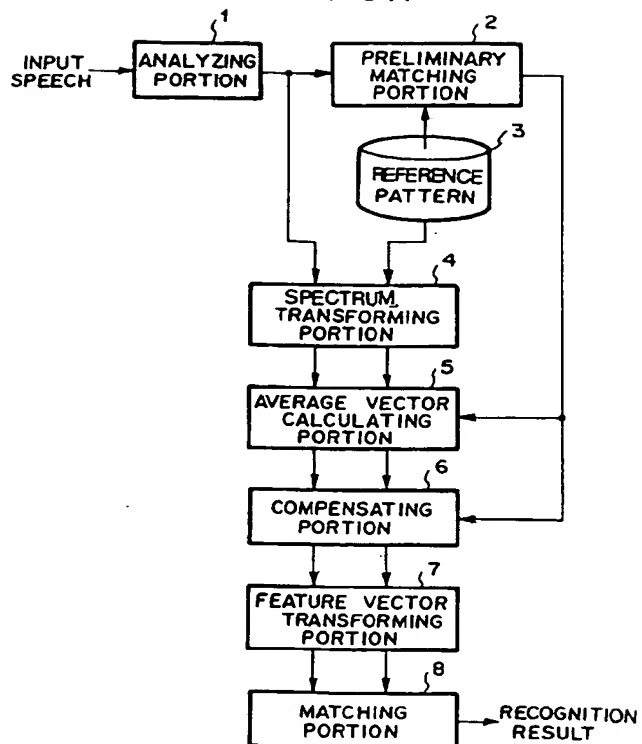 1
INPUT
SPEECH
ANALYZING
PORTION
2
PRELIMINARY
MATCHING
PORTION
3
REFERENCE
PATTERN
4
SPECTRUM
TRANSFORMING
PORTION
5
AVERAGE VECTOR
CALCULATING
PORTION
6
COMPENSATING
PORTION
7
FEATURE VECTOR
TRANSFORMING
PORTION
8
MATCHING
PORTION
RECOGNITION
RESULT